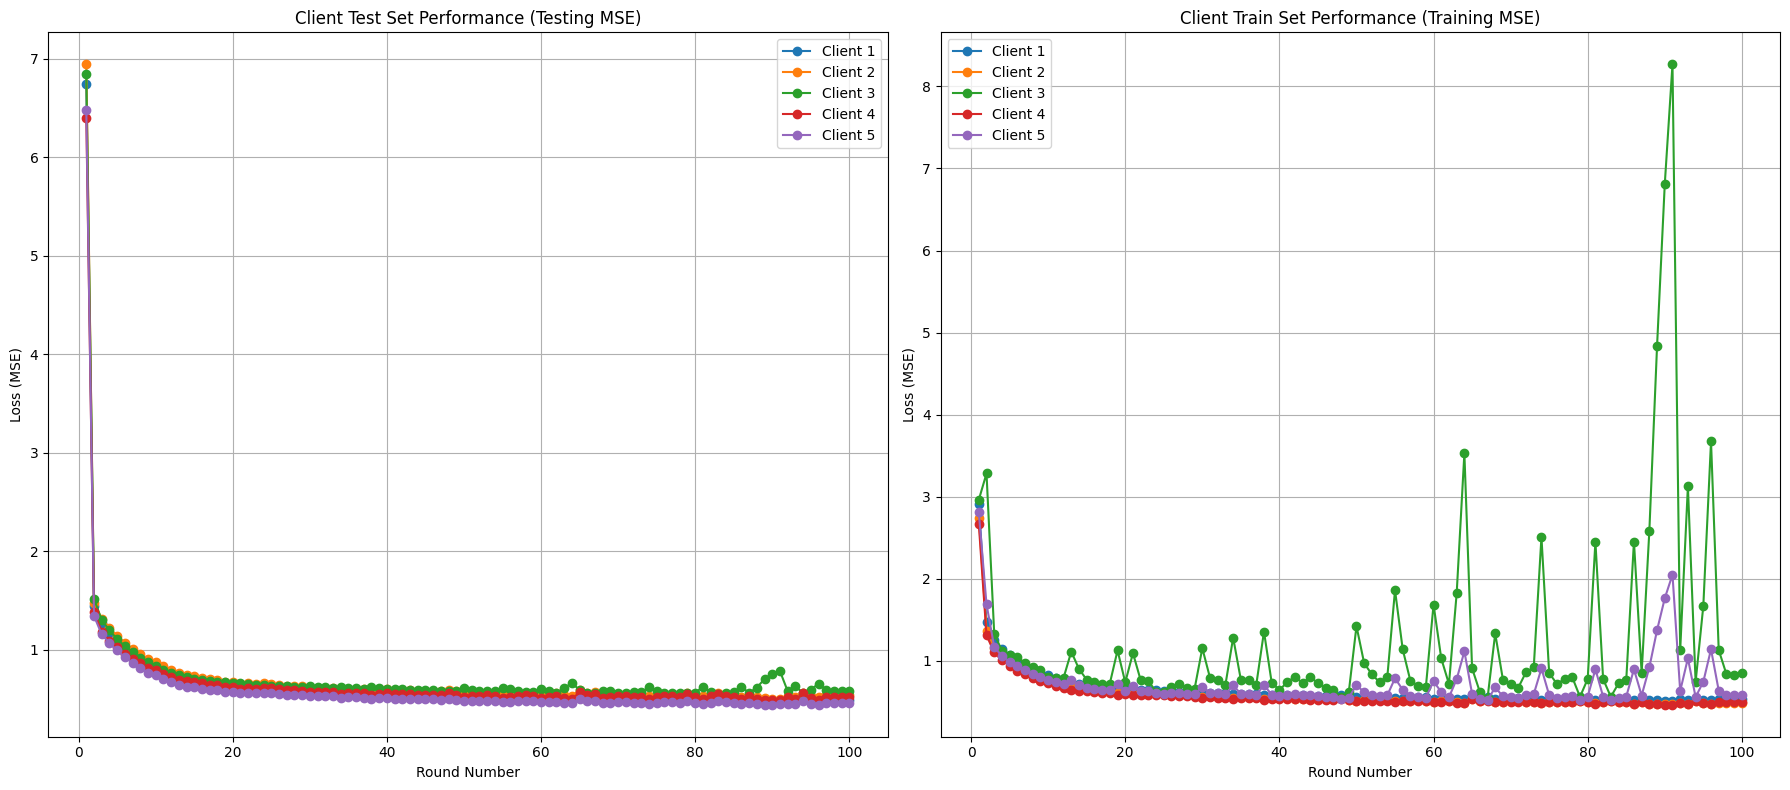 Client Test Set Performance (Testing MSE)
Loss (MSE)
7
6
5
4
3
2
1
0
20
40
60
80
100
Round Number
Client 1
Client 2
Client 3
Client 4
Client 5
Client Train Set Performance (Training MSE)
Loss (MSE)
8
7
6
5
4
3
2
1
0
20
40
60
80
100
Round Number
Client 1
Client 2
Client 3
Client 4
Client 5